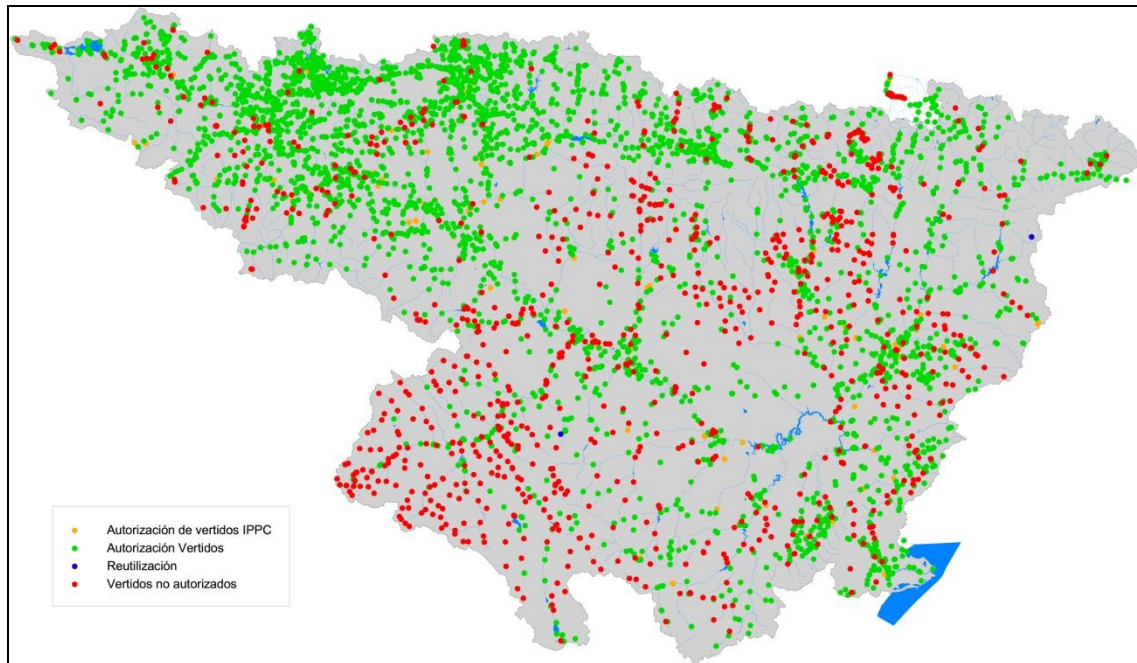 Autorización de vertidos IPPC
Autorización Vertidos
Reutilización
Vertidos no autorizados